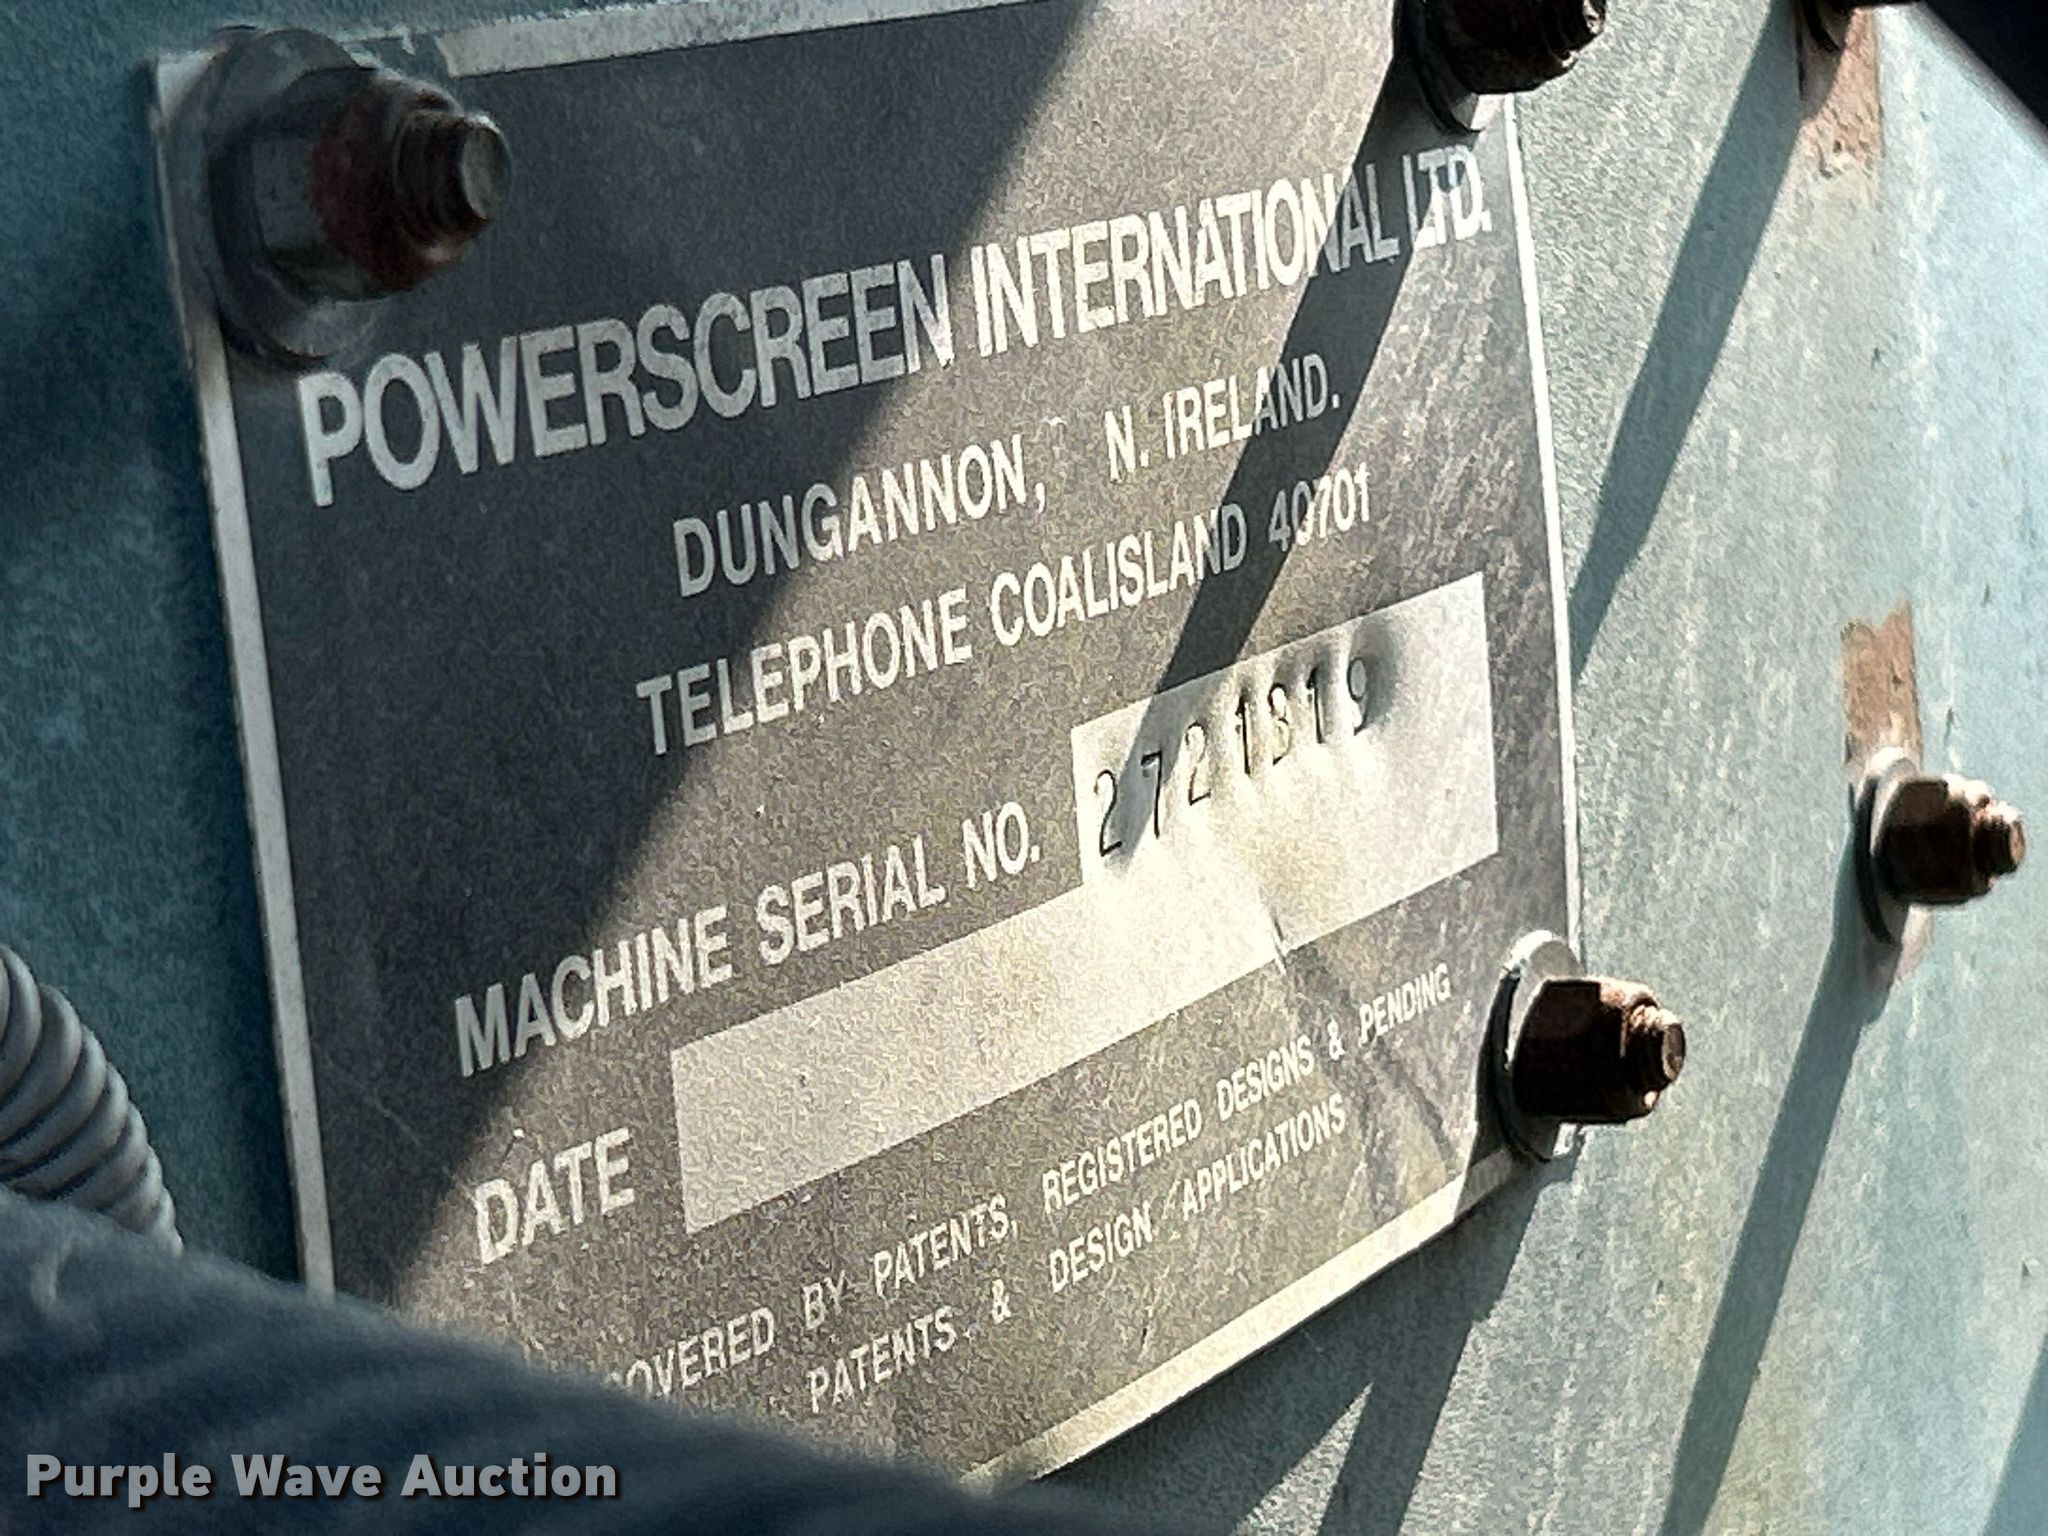 POWERSCREEN INTERNATIONAL LTD.
DUNGANNON, N. IRELAND.
TELEPHONE COALISLAND 40701
MACHINE SERIAL NO. 2721319
DATE
COVERED BY PATENTS, REGISTERED DESIGNS & PENDING
PATENTS & DESIGN APPLICATIONS
Purple Wave Auction